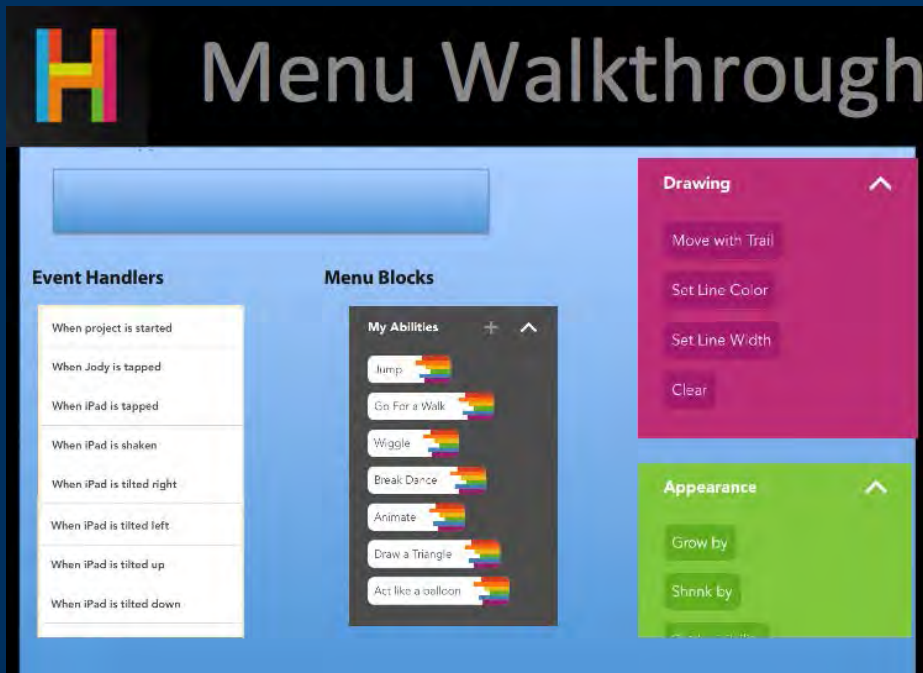 H Menu Walkthrough
Event Handlers
When project is started
When Jody is tapped
When iPad is tapped
When iPad is shaken
When iPad is tilted right
When iPad is tilted left
When iPad is tilted up
When iPad is tilted down
Menu Blocks
My Abilities +
Jump
Go For a Walk
Wiggle
Break Dance
Animate
Draw a Triangle
Act like a balloon
Drawing
Move with Trail
Set Line Color
Set Line Width
Clear
Appearance
Grow by
Shrink by